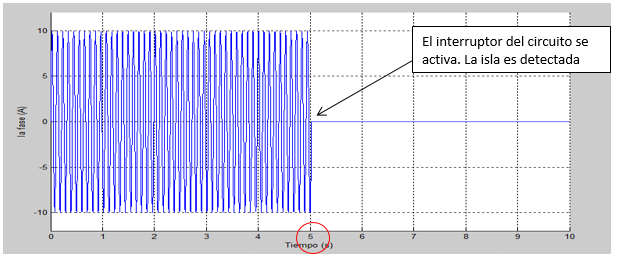 El interruptor del circuito se
activa. La isla es detectada
10
5
0
-5
-10
Ia fase (A)
0 1 2 3 4 5 6 7 8 9 10
Tiempo (s)